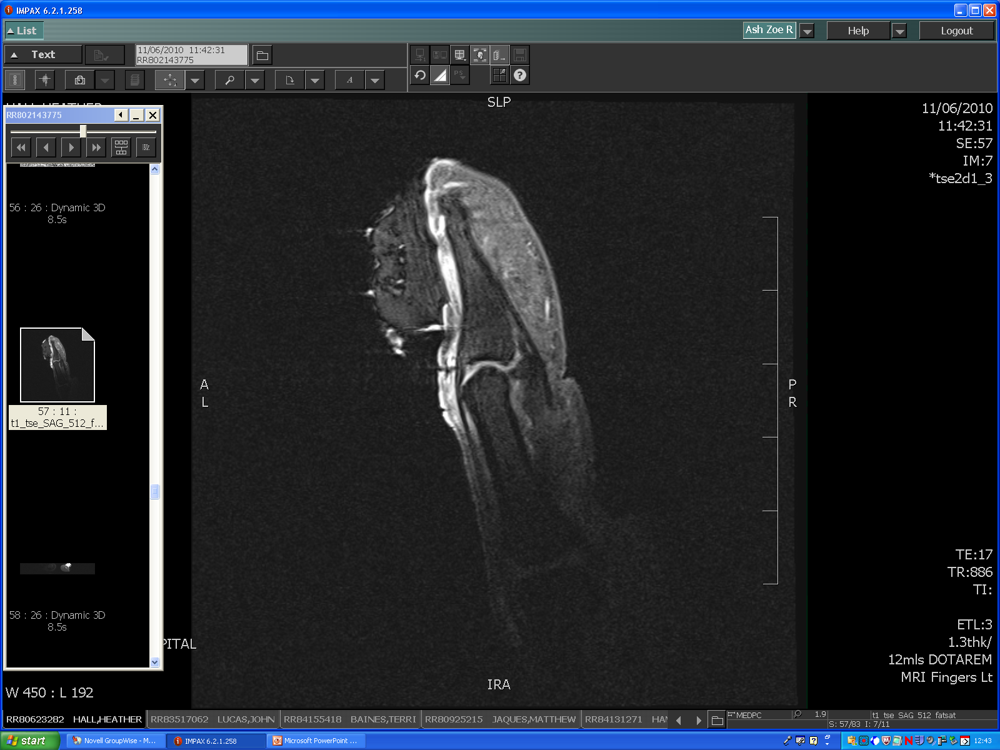 IMPAX 6.2.1.258
List
Ash Zoe R
Help
Logout
Text
11/06/2010 11:42:31
RR802143775
PS
A
RR802143775
56 : 26 : Dynamic 3D
8.5s
57 : 11 :
t1_tse_SAG_512_f...
58 : 26 : Dynamic 3D
8.5s
PITAL
W 450 : L 192
SLP
A
L
P
R
IRA
11/06/2010
11:42:31
SE:57
IM:7
*tse2d1_3
TE:17
TR:886
TI:
ETL:3
1.3thk/
12mls DOTAREM
MRI Fingers Lt
RR80623282 HALL,HEATHER
RR83517062 LUCAS,JOHN
RR84155418 BAINES,TERRI
RR80925215 JAQUES,MATTHEW
RR84131271
MEDPC
1.9
t1_tse_SAG_512_fatsat
S: 57/83 I: 7/11
start
Novell GroupWise - M...
IMPAX 6.2.1.258
Microsoft PowerPoint ...
12:43